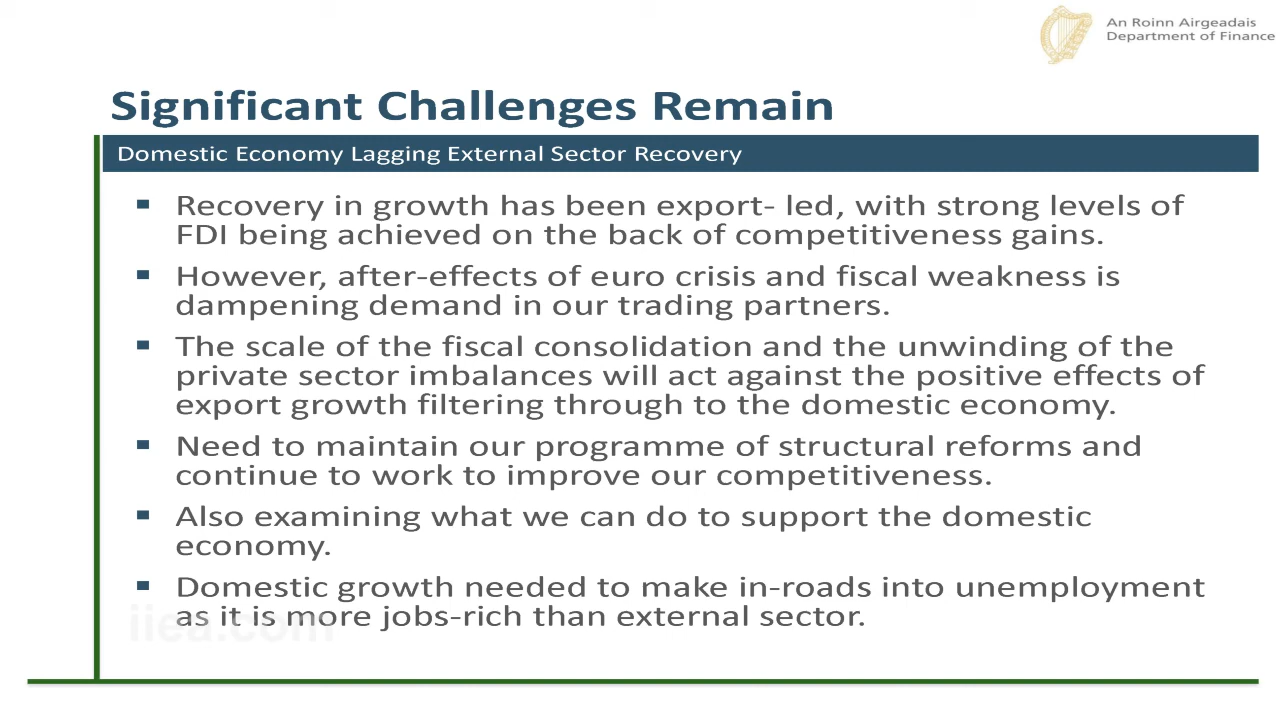 An Roinn Airgeadais
Department of Finance
Significant Challenges Remain
Domestic Economy Lagging External Sector Recovery
Recovery in growth has been export- led, with strong levels of
FDI being achieved on the back of competitiveness gains.
However, after-effects of euro crisis and fiscal weakness is
dampening demand in our trading partners.
The scale of the fiscal consolidation and the unwinding of the
private sector imbalances will act against the positive effects of
export growth filtering through to the domestic economy.
Need to maintain our programme of structural reforms and
continue to work to improve our competitiveness.
Also examining what we can do to support the domestic
economy.
Domestic growth needed to make in-roads into unemployment
as it is more jobs-rich than external sector.
iiea.com